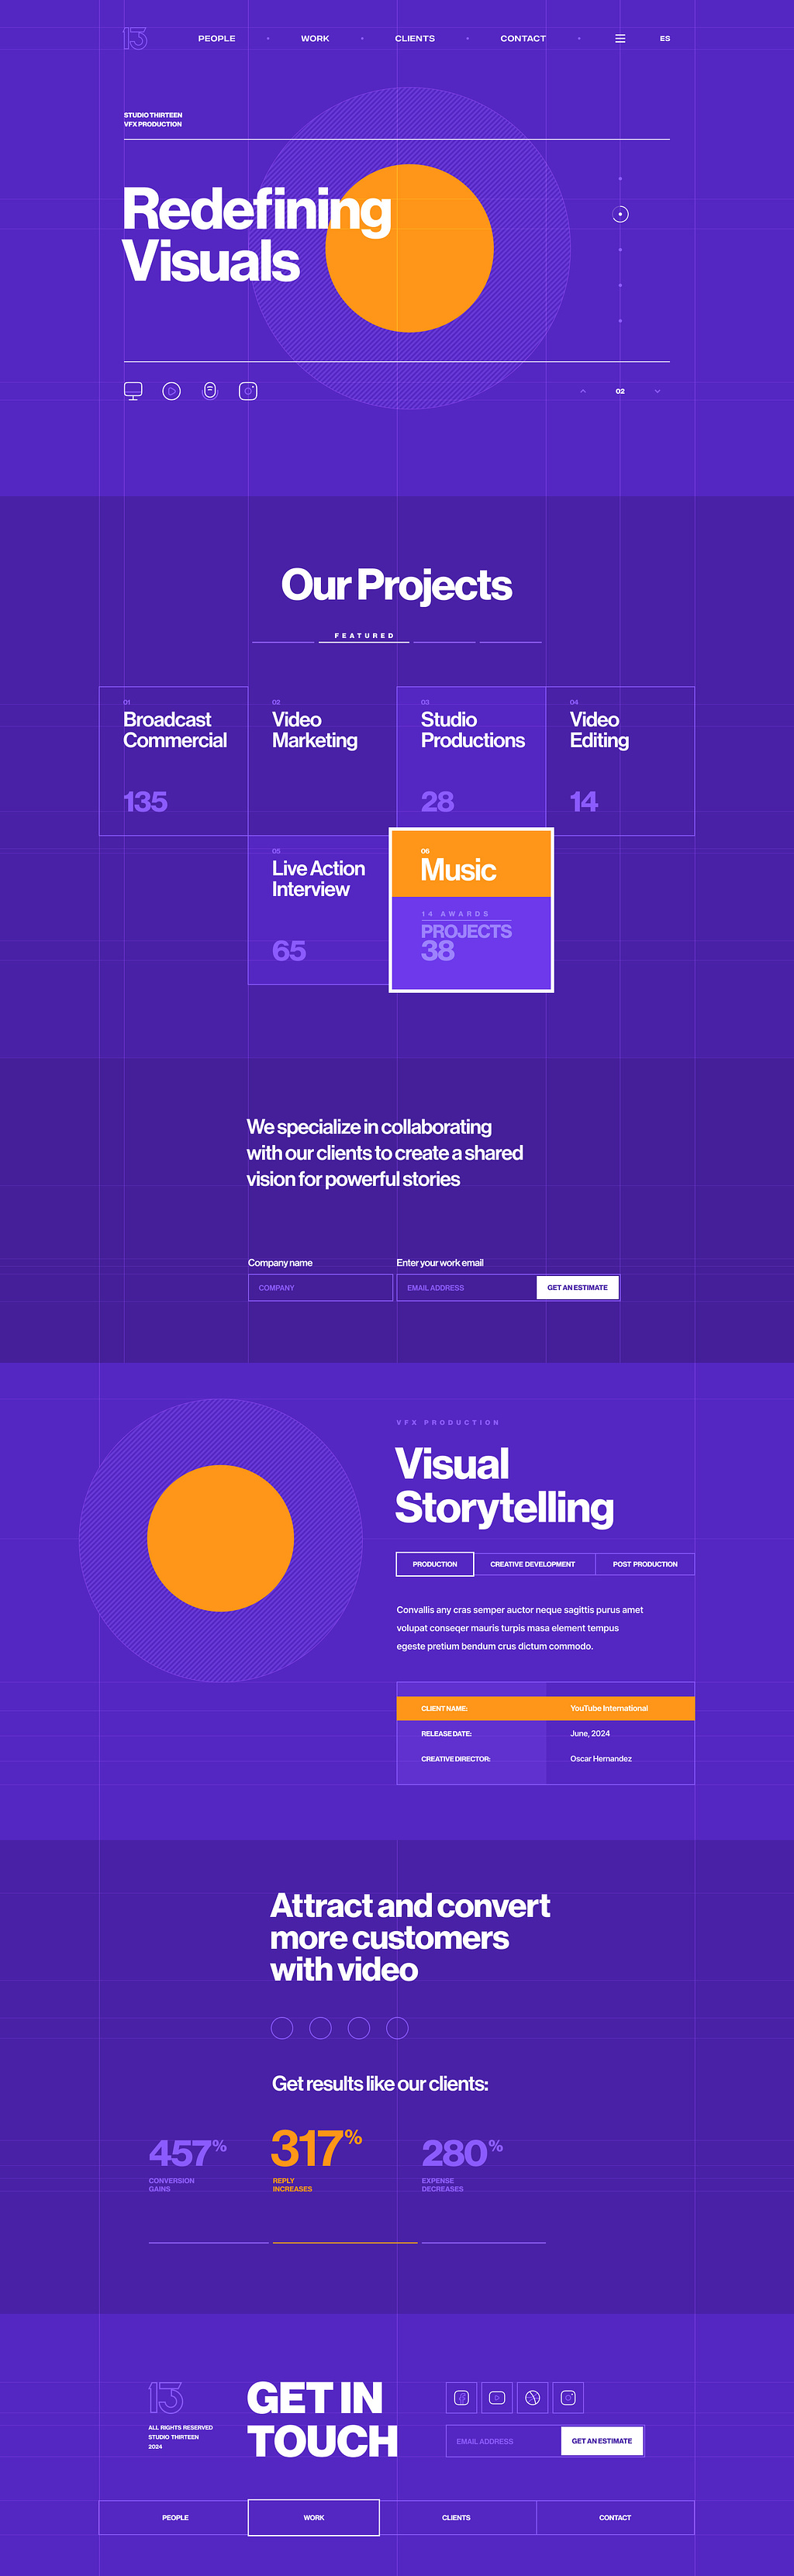 13
PEOPLE
WORK
CLIENTS
CONTACT
ES
STUDIO THIRTEEN
VFX PRODUCTION
Redefining
Visuals
02
Our Projects
FEATURED
01
Broadcast
Commercial
135
02
Video
Marketing
03
Studio
Productions
28
04
Video
Editing
14
05
Live Action
Interview
65
06
Music
14 AWARDS
PROJECTS
38
We specialize in collaborating
with our clients to create a shared
vision for powerful stories
Company name
COMPANY
Enter your work email
EMAIL ADDRESS
GET AN ESTIMATE
VFX PRODUCTION
Visual
Storytelling
PRODUCTION
CREATIVE DEVELOPMENT
POST PRODUCTION
Convallis any cras semper auctor neque sagittis purus amet
volupat conseqer mauris turpis masa element tempus
egeste pretium bendum crus dictum commodo.
CLIENT NAME:
YouTube International
RELEASE DATE:
June, 2024
CREATIVE DIRECTOR:
Oscar Hernandez
Attract and convert
more customers
with video
Get results like our clients:
457%
CONVERSION
GAINS
317%
REPLY
INCREASES
280%
EXPENSE
DECREASES
13
ALL RIGHTS RESERVED
STUDIO THIRTEEN
2024
GET IN
TOUCH
EMAIL ADDRESS
GET AN ESTIMATE
PEOPLE
WORK
CLIENTS
CONTACT